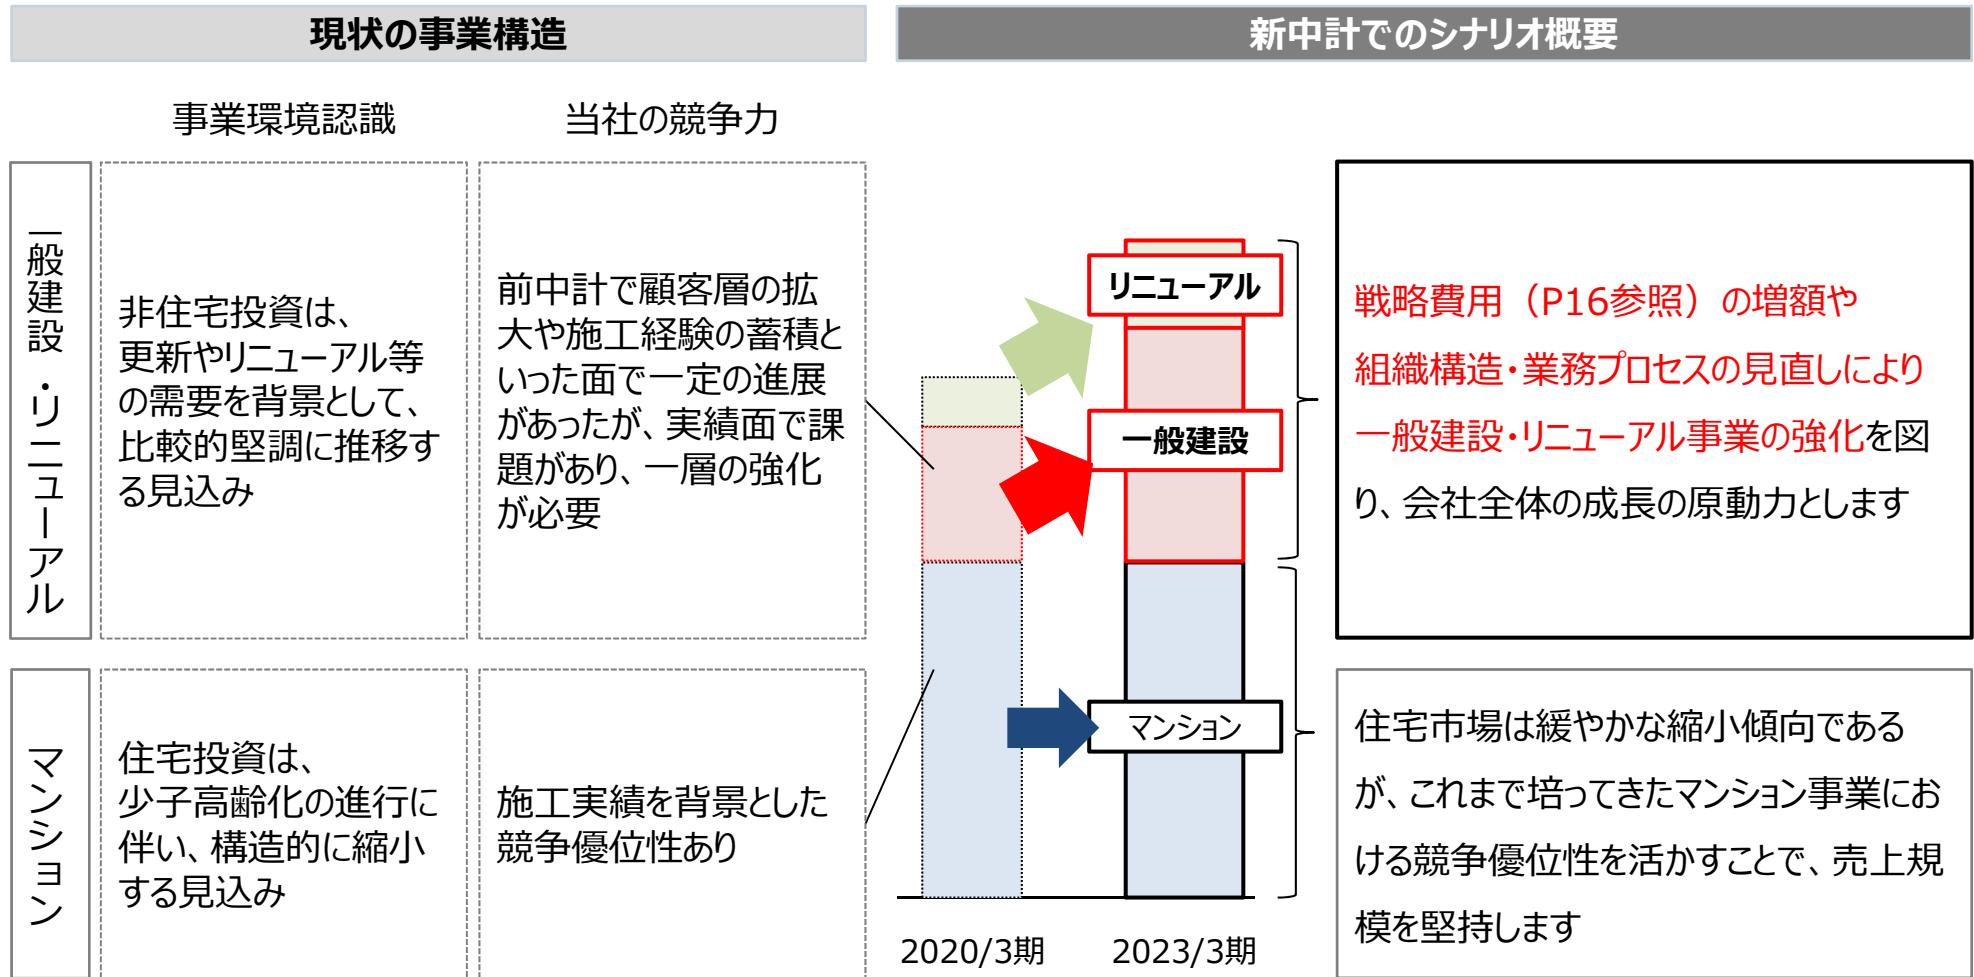 現状の事業構造
新中計でのシナリオ概要
事業環境認識
当社の競争力
一般建設・リニューアル
非住宅投資は、
更新やリニューアル等
の需要を背景として、
比較的堅調に推移す
る見込み
前中計で顧客層の拡
大や施工経験の蓄積と
いった面で一定の進展
があったが、実績面で課
題があり、一層の強化
が必要
リニューアル
一般建設
戦略費用（P16参照）の増額や
組織構造・業務プロセスの見直しにより
一般建設・リニューアル事業の強化を図
り、会社全体の成長の原動力とします
マンション
住宅投資は、
少子高齢化の進行に
伴い、構造的に縮小
する見込み
施工実績を背景とした
競争優位性あり
マンション
住宅市場は緩やかな縮小傾向である
が、これまで培ってきたマンション事業にお
ける競争優位性を活かすことで、売上規
模を堅持します
2020/3期
2023/3期